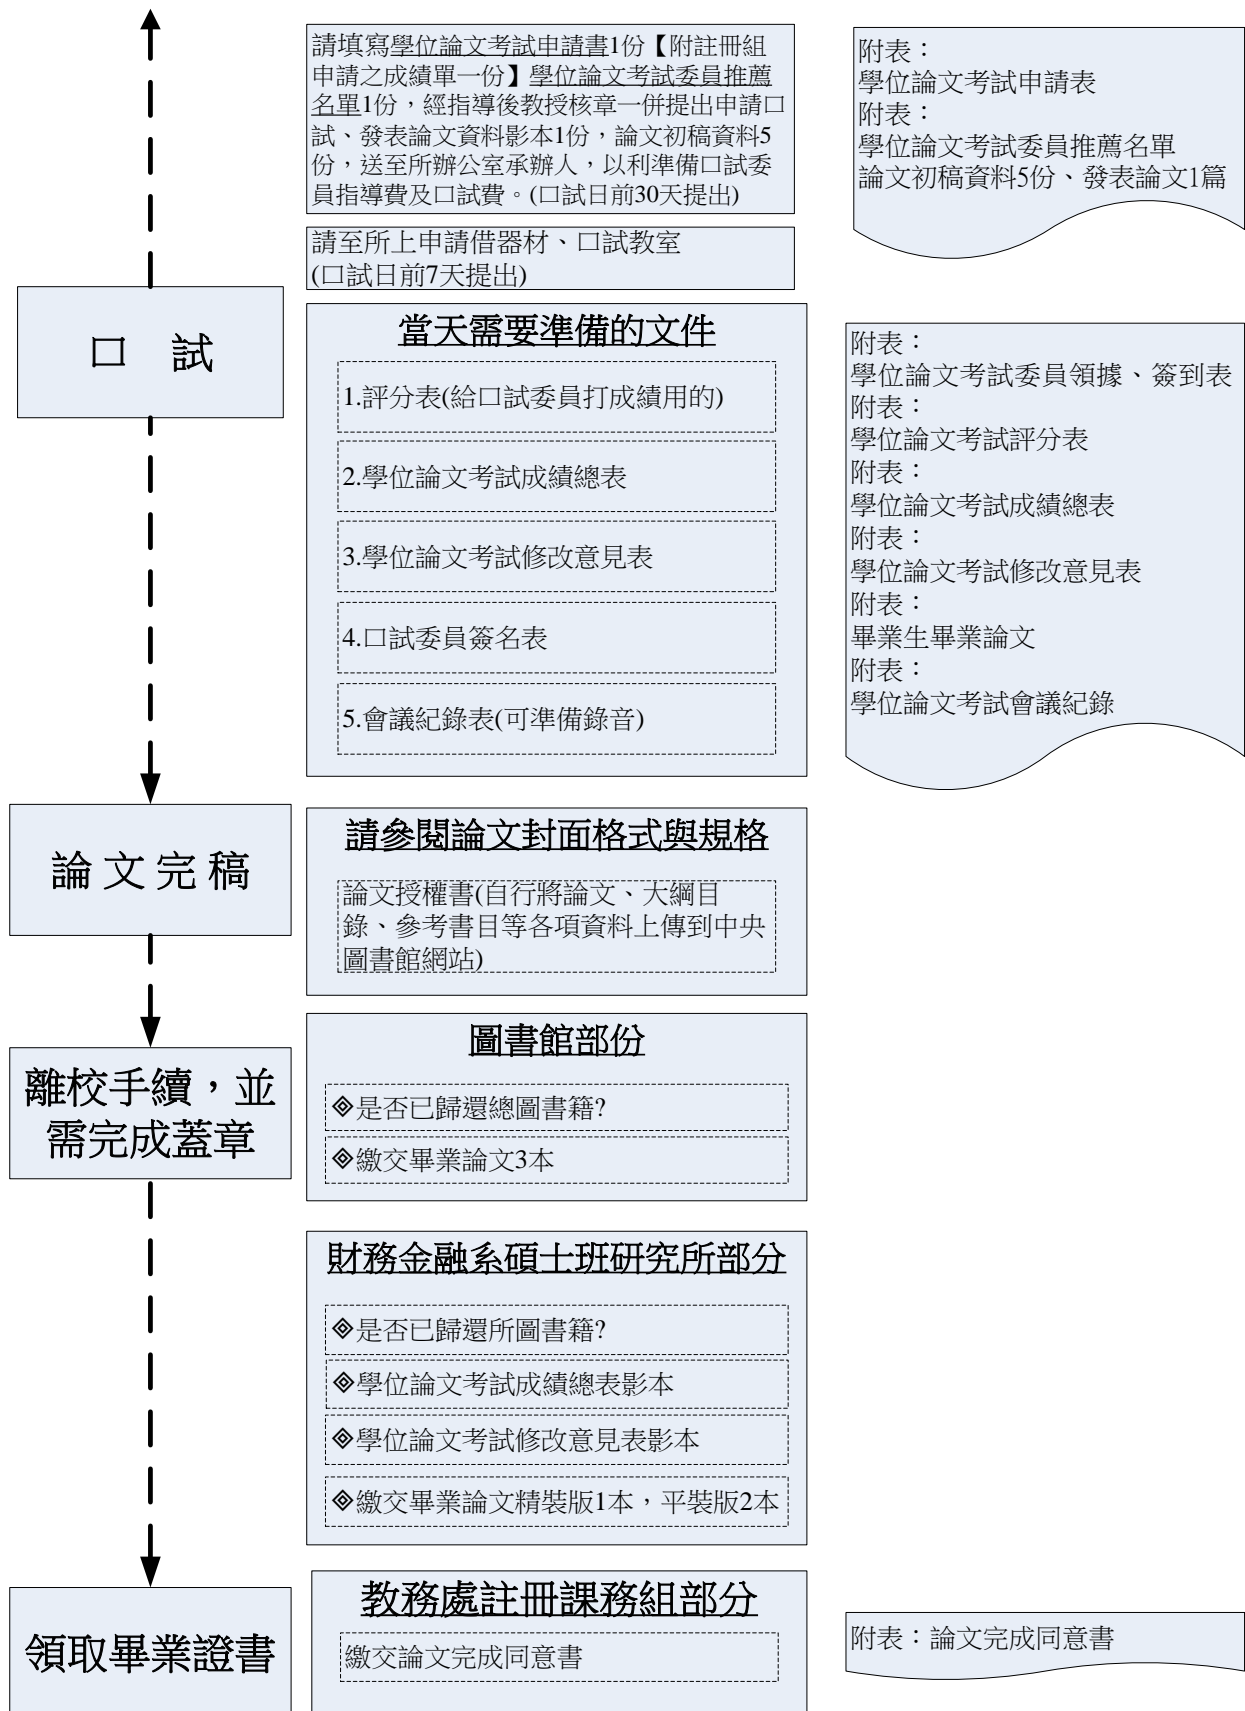 請填寫學位論文考試申請書1份【附註冊組
申請之成績單一份】學位論文考試委員推薦
名單1份，經指導後教授核章一併提出申請口
試、發表論文資料影本1份，論文初稿資料5
份，送至所辦公室承辦人，以利準備口試委
員指導費及口試費。(口試日前30天提出)
附表：
學位論文考試申請表
附表：
學位論文考試委員推薦名單
論文初稿資料5份、發表論文1篇
請至所上申請借器材、口試教室
(口試日前7天提出)
口 試
當天需要準備的文件
1.評分表(給口試委員打成績用的)
2.學位論文考試成績總表
3.學位論文考試修改意見表
4.口試委員簽名表
5.會議紀錄表(可準備錄音)
附表：
學位論文考試委員領據、簽到表
附表：
學位論文考試評分表
附表：
學位論文考試成績總表
附表：
學位論文考試修改意見表
附表：
畢業生畢業論文
附表：
學位論文考試會議紀錄
論文完稿
請參閱論文封面格式與規格
論文授權書(自行將論文、大綱目
錄、參考書目等各項資料上傳到中央
圖書館網站)
離校手續，並
需完成蓋章
圖書館部份
是否已歸還總圖書籍?
繳交畢業論文3本
財務金融系碩士班研究所部分
是否已歸還所圖書籍?
學位論文考試成績總表影本
學位論文考試修改意見表影本
繳交畢業論文精裝版1本，平裝版2本
領取畢業證書
教務處註冊課務組部分
繳交論文完成同意書
附表：論文完成同意書